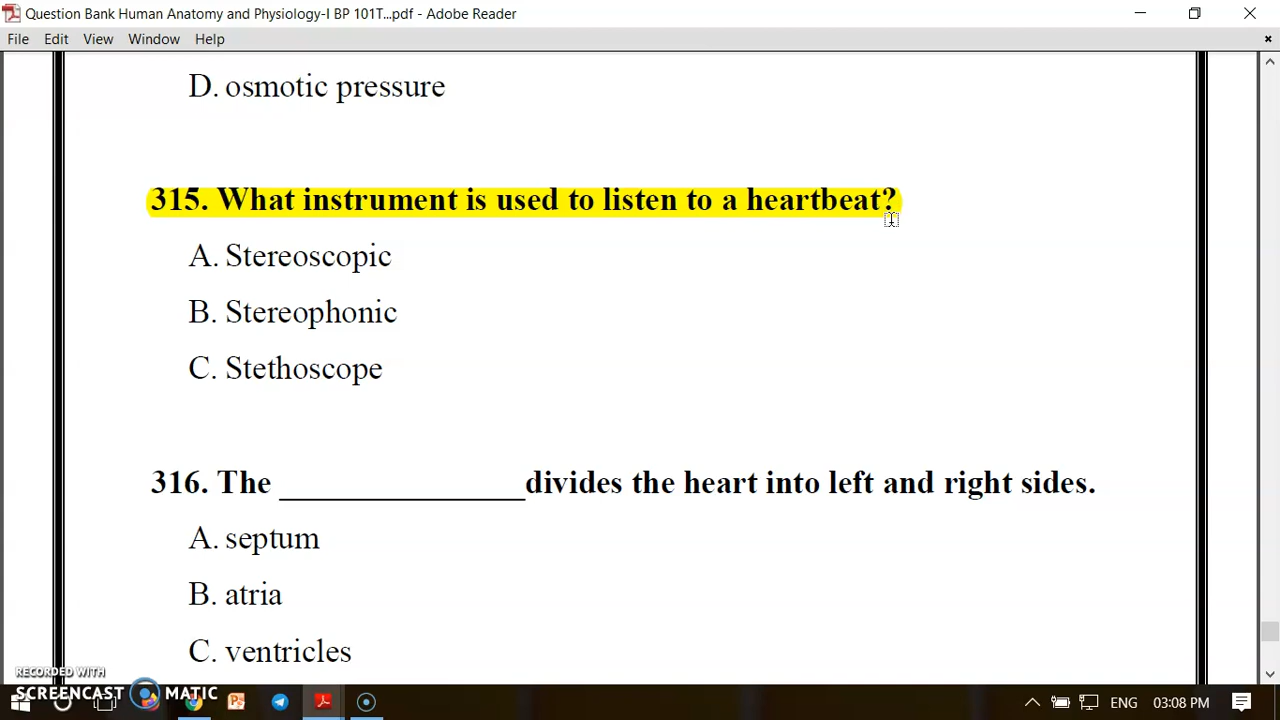 Question Bank Human Anatomy and Physiology-I BP 101T...pdf - Adobe Reader
File Edit View Window Help
D. osmotic pressure
315. What instrument is used to listen to a heartbeat?
A. Stereoscopic
B. Stereophonic
C. Stethoscope
316. The ______________divides the heart into left and right sides.
A. septum
B. atria
C. ventricles
RECORDED WITH
SCREENCAST MATIC
ENG 03:08 PM